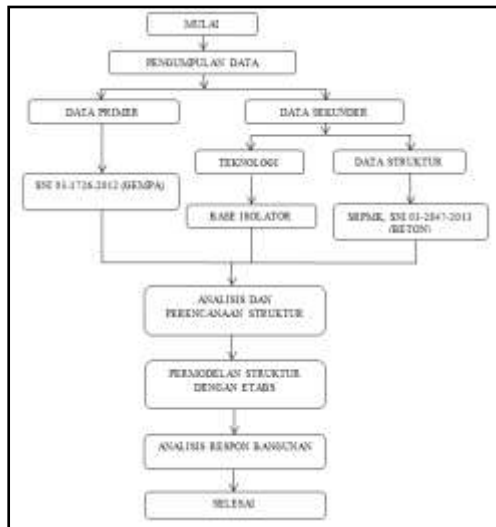 MULAI
PENGUMPULAN DATA
DATA PRIMER
DATA SEKUNDER
TEKNOLOGI
DATA STRUKTUR
SNI 03-1726-2012 (GEMPA)
BASE ISOLATOR
SRPMK, SNI 03-2847-2013
(BETON)
ANALISIS DAN
PERENCANAAN STRUKTUR
PERMODELAN STRUKTUR
DENGAN ETABS
ANALISIS RESPON BANGUNAN
SELESAI